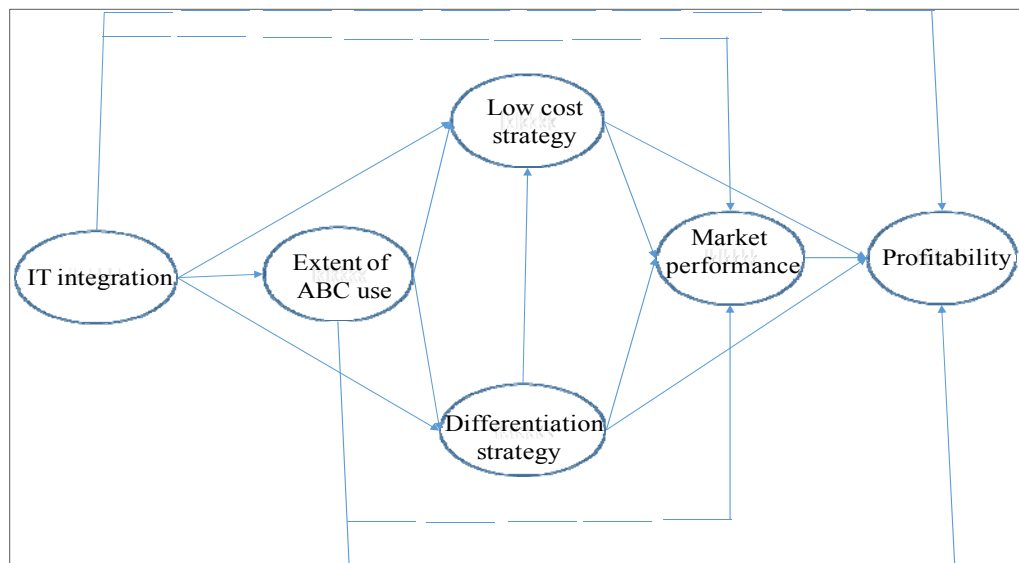 Low cost
strategy
IT integration
Extent of
ABC use
Market
performance
Profitability
Differentiation
strategy